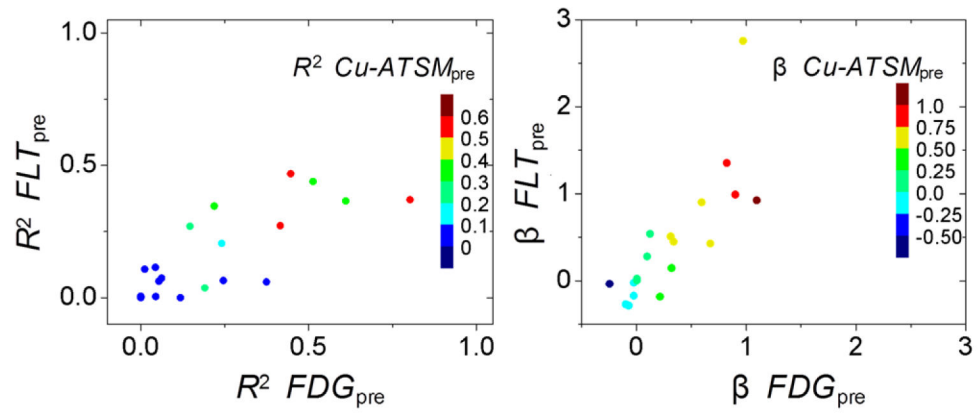 1.0
0.5
0.0
R² FLTpre
R² Cu-ATSMpre
0.6
0.5
0.4
0.3
0.2
0.1
0
0.0 0.5 1.0
R² FDGpre
3
2
1
0
β FLTpre
β Cu-ATSMpre
1.0
0.75
0.50
0.25
0.0
-0.25
-0.50
0 1 2 3
β FDGpre